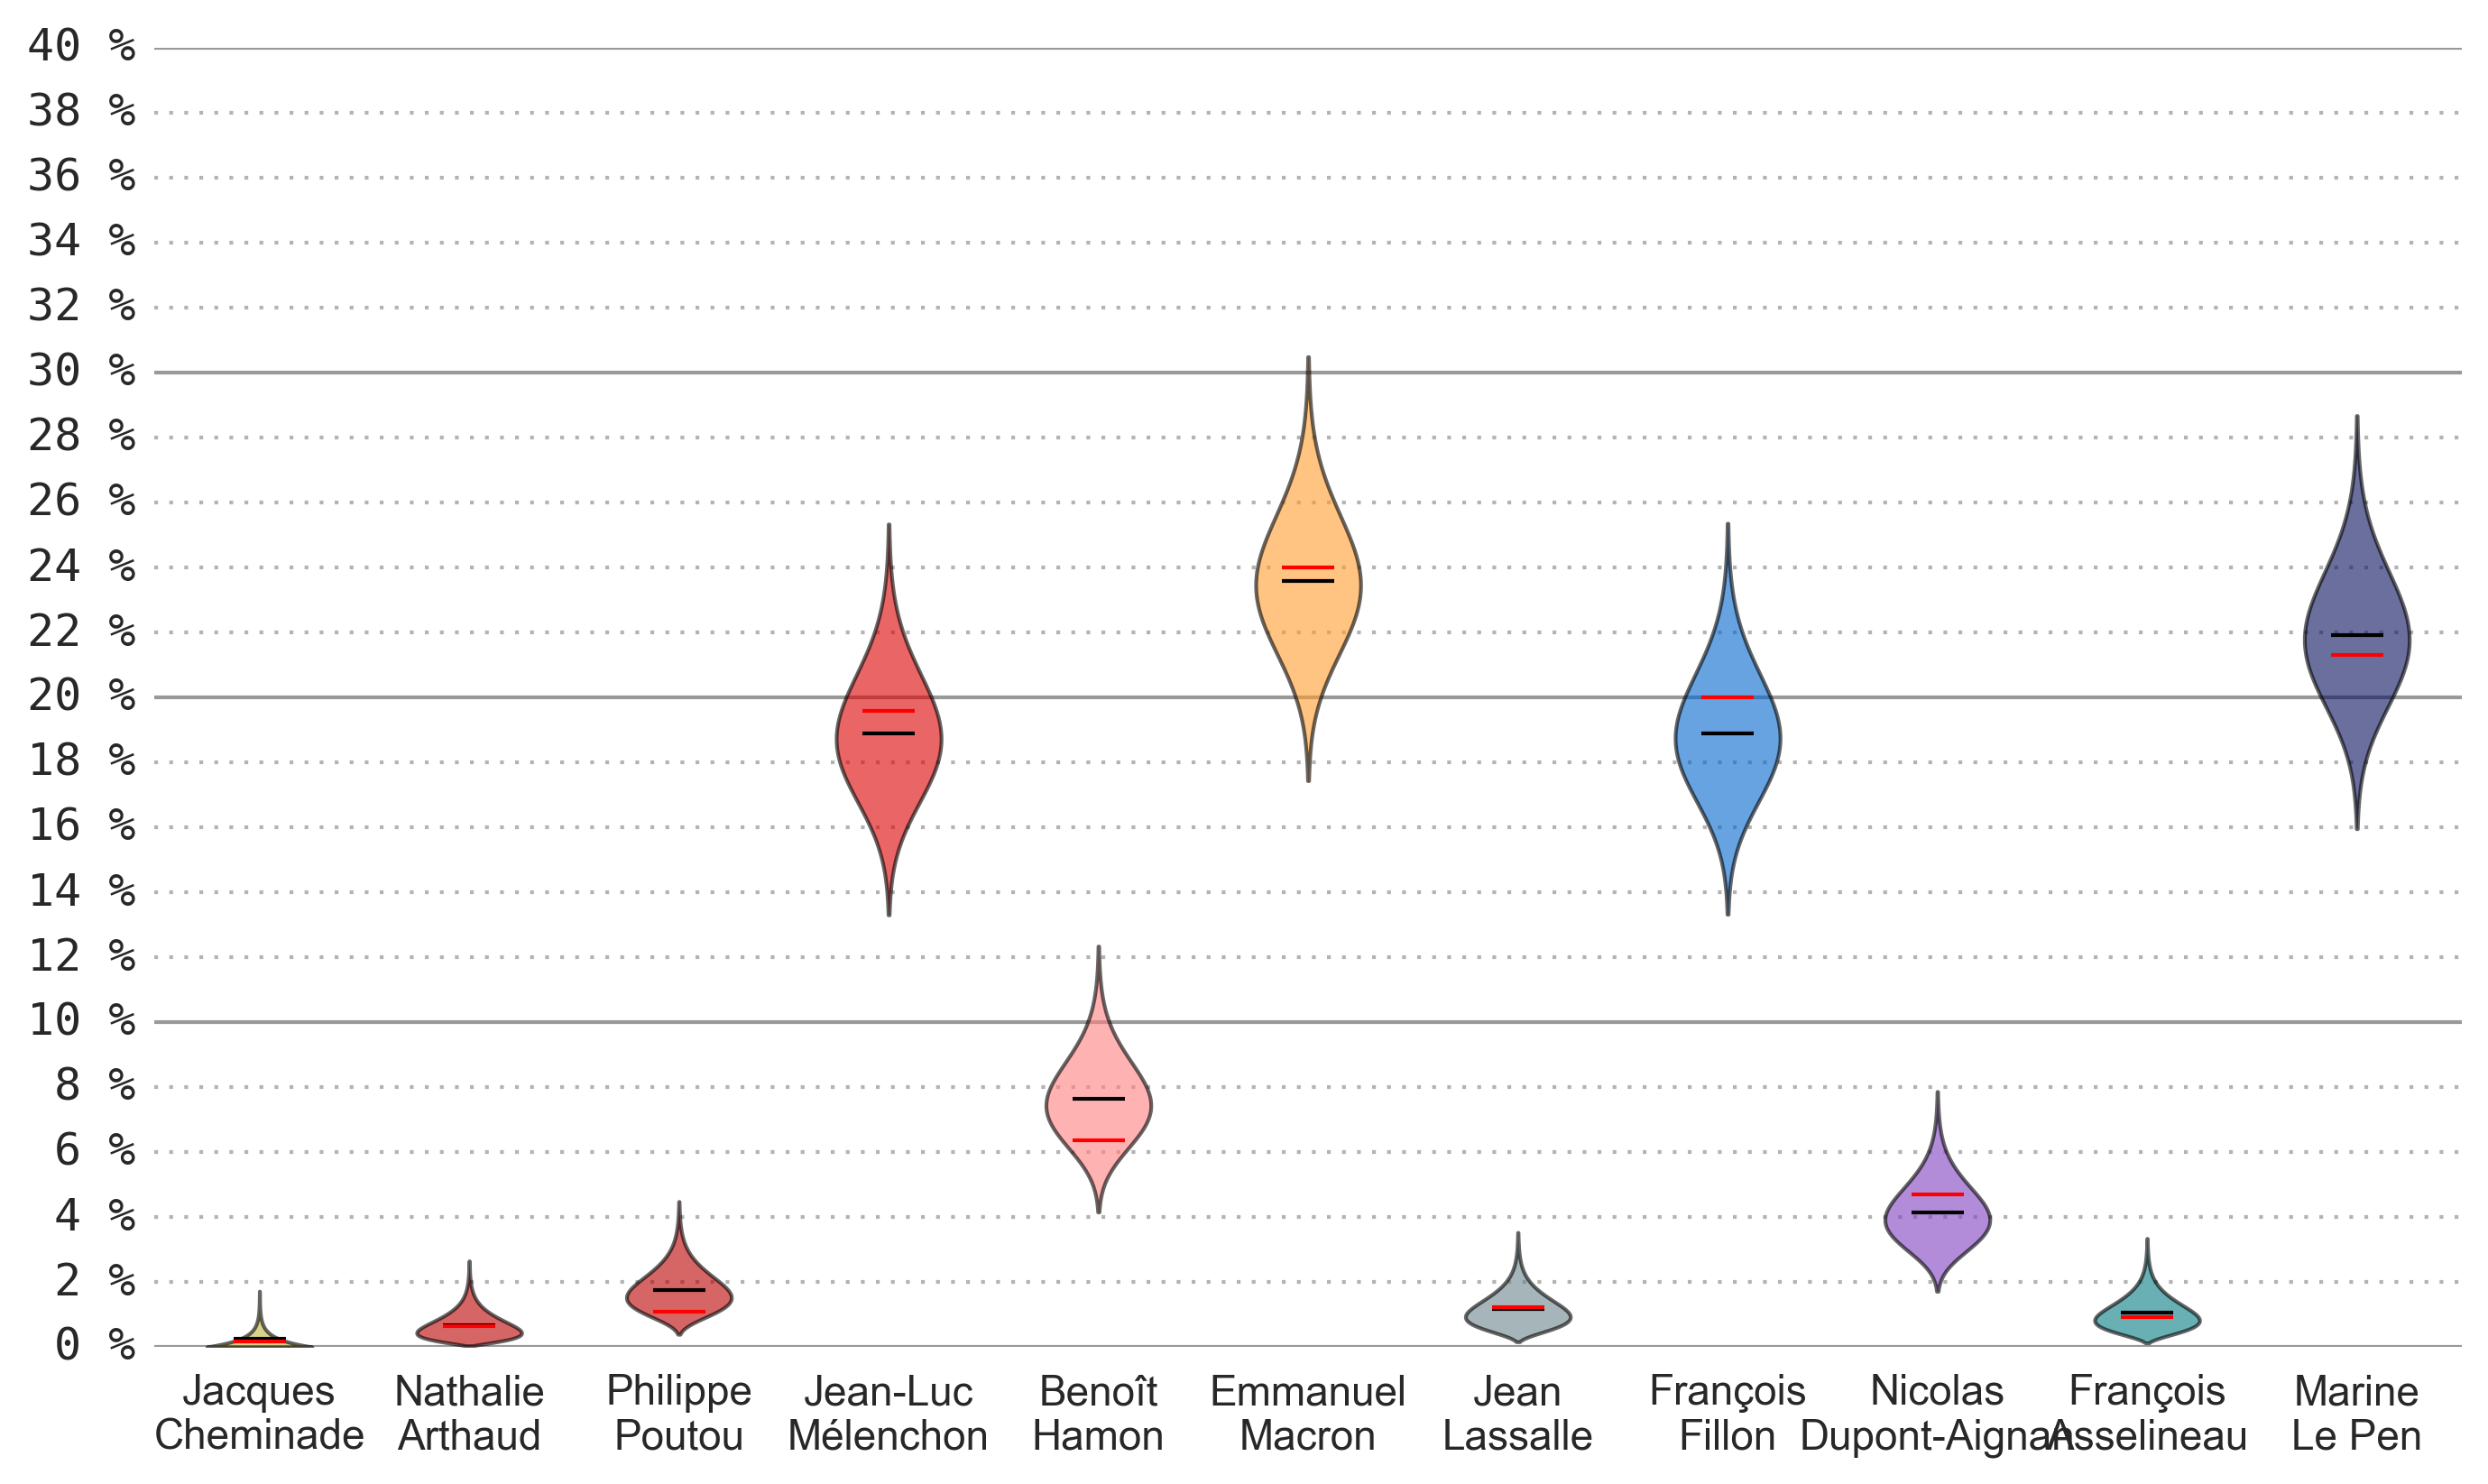 40 %
38 %
36 %
34 %
32 %
30 %
28 %
26 %
24 %
22 %
20 %
18 %
16 %
14 %
12 %
10 %
8 %
6 %
4 %
2 %
0 %
Jacques
Cheminade
Nathalie
Arthaud
Philippe
Poutou
Jean-Luc
Mélenchon
Benoît
Hamon
Emmanuel
Macron
Jean
Lassalle
François
Fillon
Nicolas
Dupont-Aignan
François
Asselineau
Marine
Le Pen